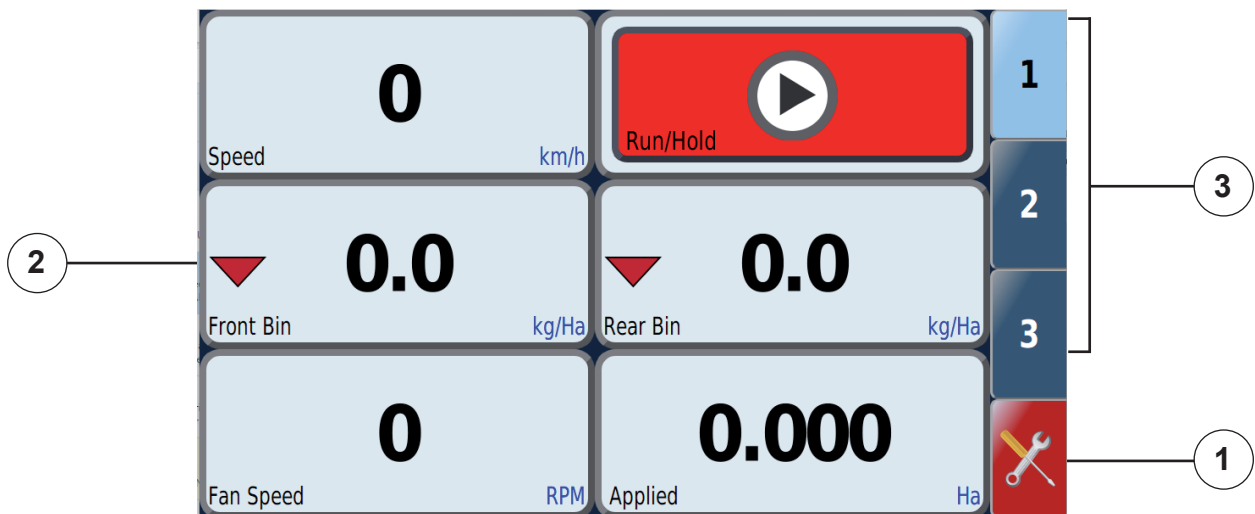 0
Speed km/h
Run/Hold
1
2
0.0
Front Bin kg/Ha
0.0
Rear Bin kg/Ha
2
3
3
0
Fan Speed RPM
0.000
Applied Ha
1